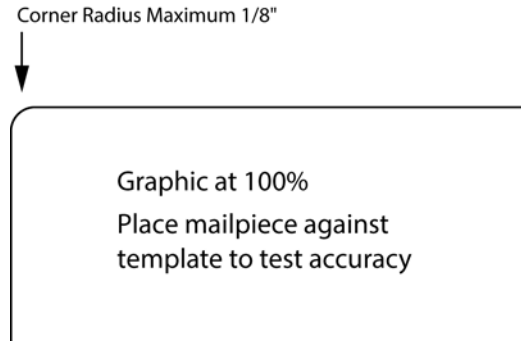 Corner Radius Maximum 1/8"
Graphic at 100%
Place mailpiece against
template to test accuracy